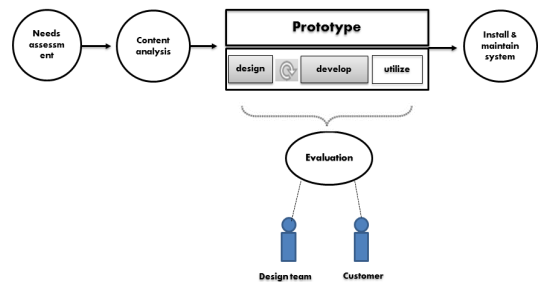 Needs
assessm
ent
Content
analysis
Prototype
design
develop
utilize
Install &
maintain
system
Evaluation
Design team
Customer